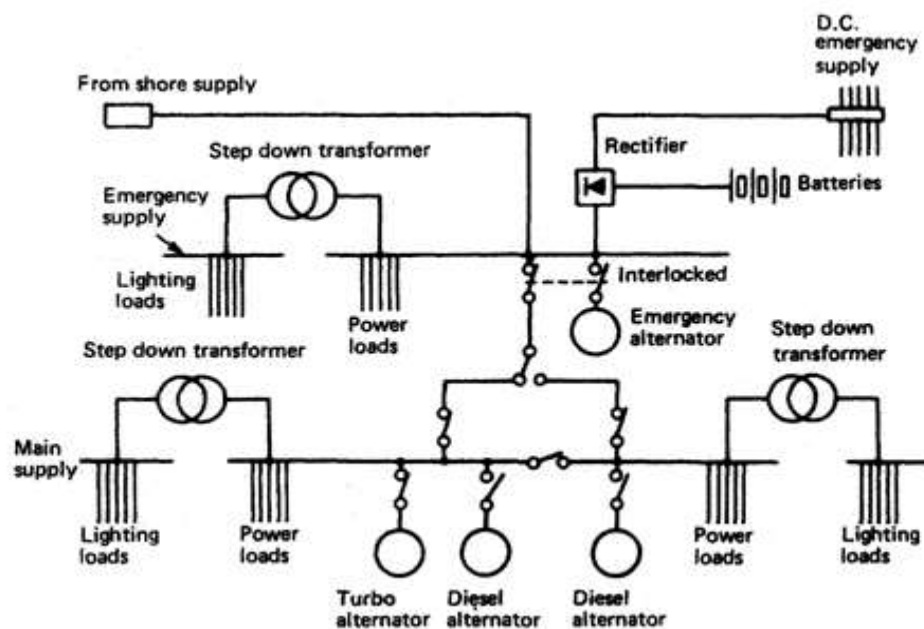 D.C.
emergency
supply
From shore supply
Step down transformer
Rectifier
Batteries
Emergency
supply
Lighting
loads
Power
loads
Interlocked
Emergency
alternator
Step down transformer
Step down
transformer
Main
supply
Lighting
loads
Power
loads
Turbo
alternator
Diesel
alternator
Diesel
alternator
Power
loads
Lighting
loads